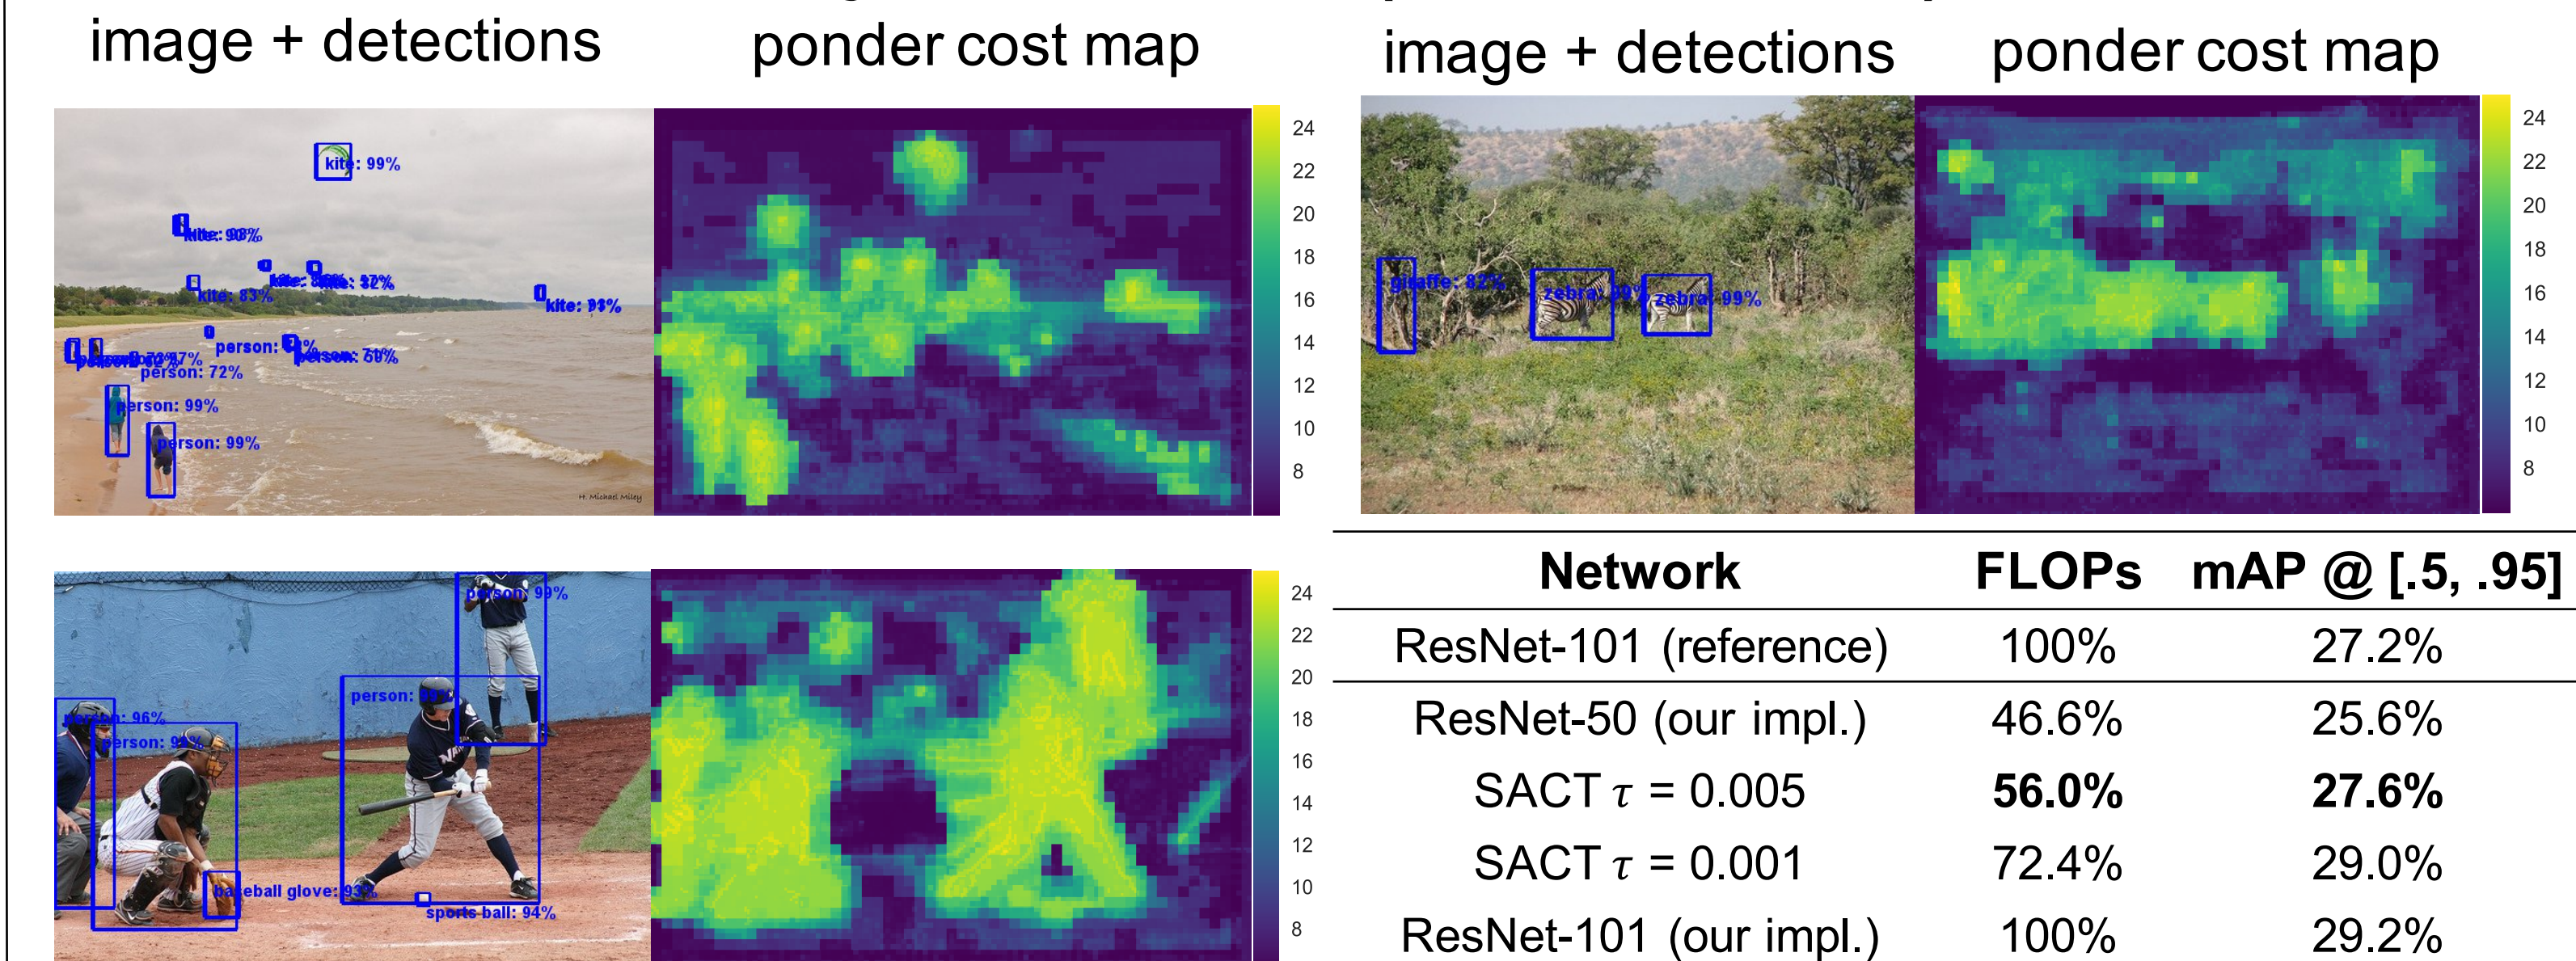 image + detections
ponder cost map
image + detections
ponder cost map
kite: 99%
kite: 83%
person: 72%
person: 99%
person: 99%
H. Michael Miley
24
22
20
18
16
14
12
10
8
giraffe: 82%
zebra: 99%
zebra: 99%
24
22
20
18
16
14
12
10
8
person: 99%
person:
person: 96%
person:
baseball glove: 93%
sports ball: 94%
24
22
20
18
16
14
12
10
8
Network FLOPs mAP @ [.5, .95]
ResNet-101 (reference) 100% 27.2%
ResNet-50 (our impl.) 46.6% 25.6%
SACT τ = 0.005 56.0% 27.6%
SACT τ = 0.001 72.4% 29.0%
ResNet-101 (our impl.) 100% 29.2%